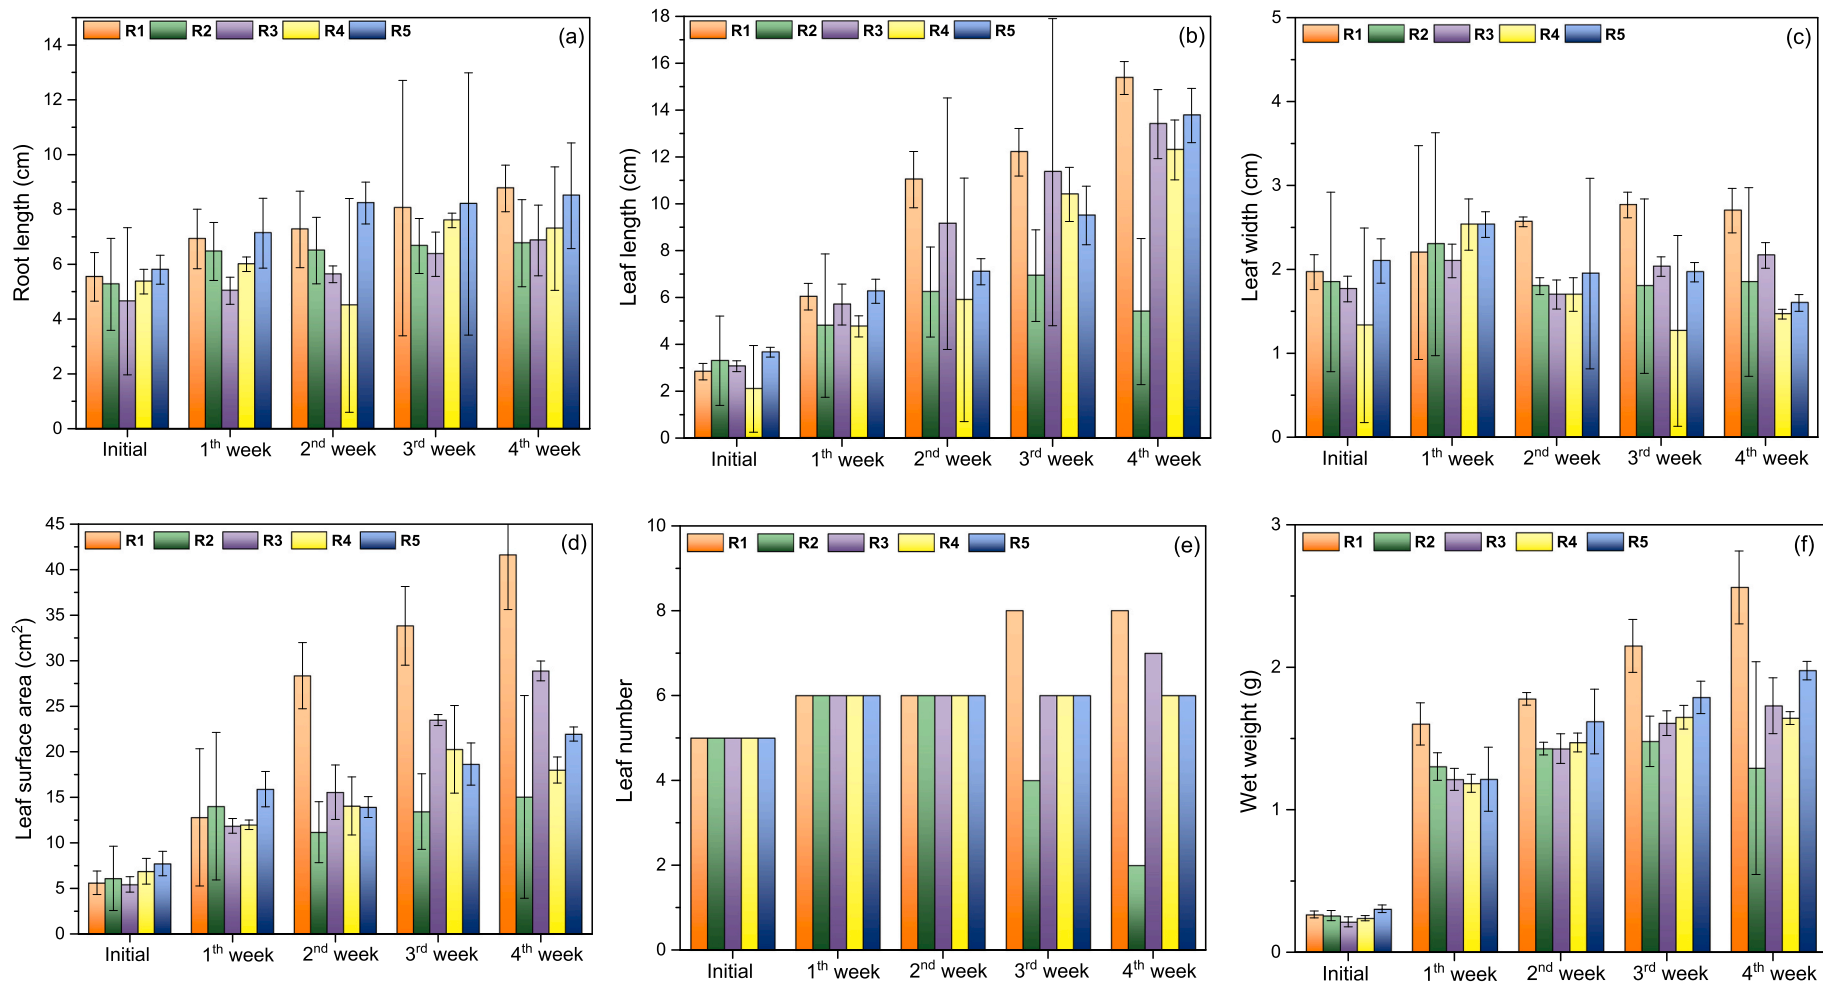 R1 R2 R3 R4 R5
(a)
Root length (cm)
14
12
10
8
6
4
2
0
Initial 1th week 2nd week 3rd week 4th week
R1 R2 R3 R4 R5
(b)
Leaf length (cm)
18
16
14
12
10
8
6
4
2
0
Initial 1th week 2nd week 3rd week 4th week
R1 R2 R3 R4 R5
(c)
Leaf width (cm)
5
4
3
2
1
0
Initial 1th week 2nd week 3rd week 4th week
R1 R2 R3 R4 R5
(d)
Leaf surface area (cm2)
45
40
35
30
25
20
15
10
5
0
Initial 1th week 2nd week 3rd week 4th week
R1 R2 R3 R4 R5
(e)
Leaf number
10
8
6
4
2
0
Initial 1th week 2nd week 3rd week 4th week
R1 R2 R3 R4 R5
(f)
Wet weight (g)
3
2
1
0
Initial 1th week 2nd week 3rd week 4th week